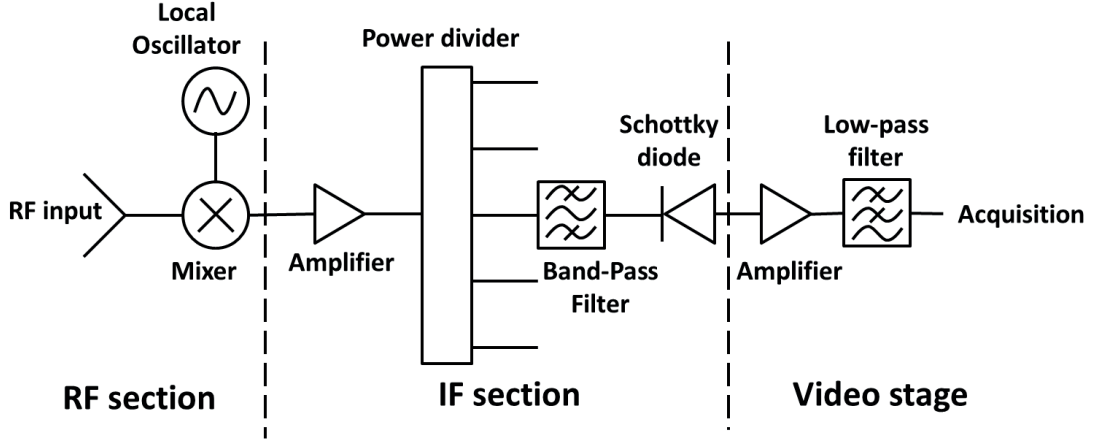 Local
Oscillator
Power divider
Schottky
diode
Low-pass
filter
RF input
Acquisition
Mixer
Amplifier
Band-Pass
Filter
Amplifier
RF section
IF section
Video stage